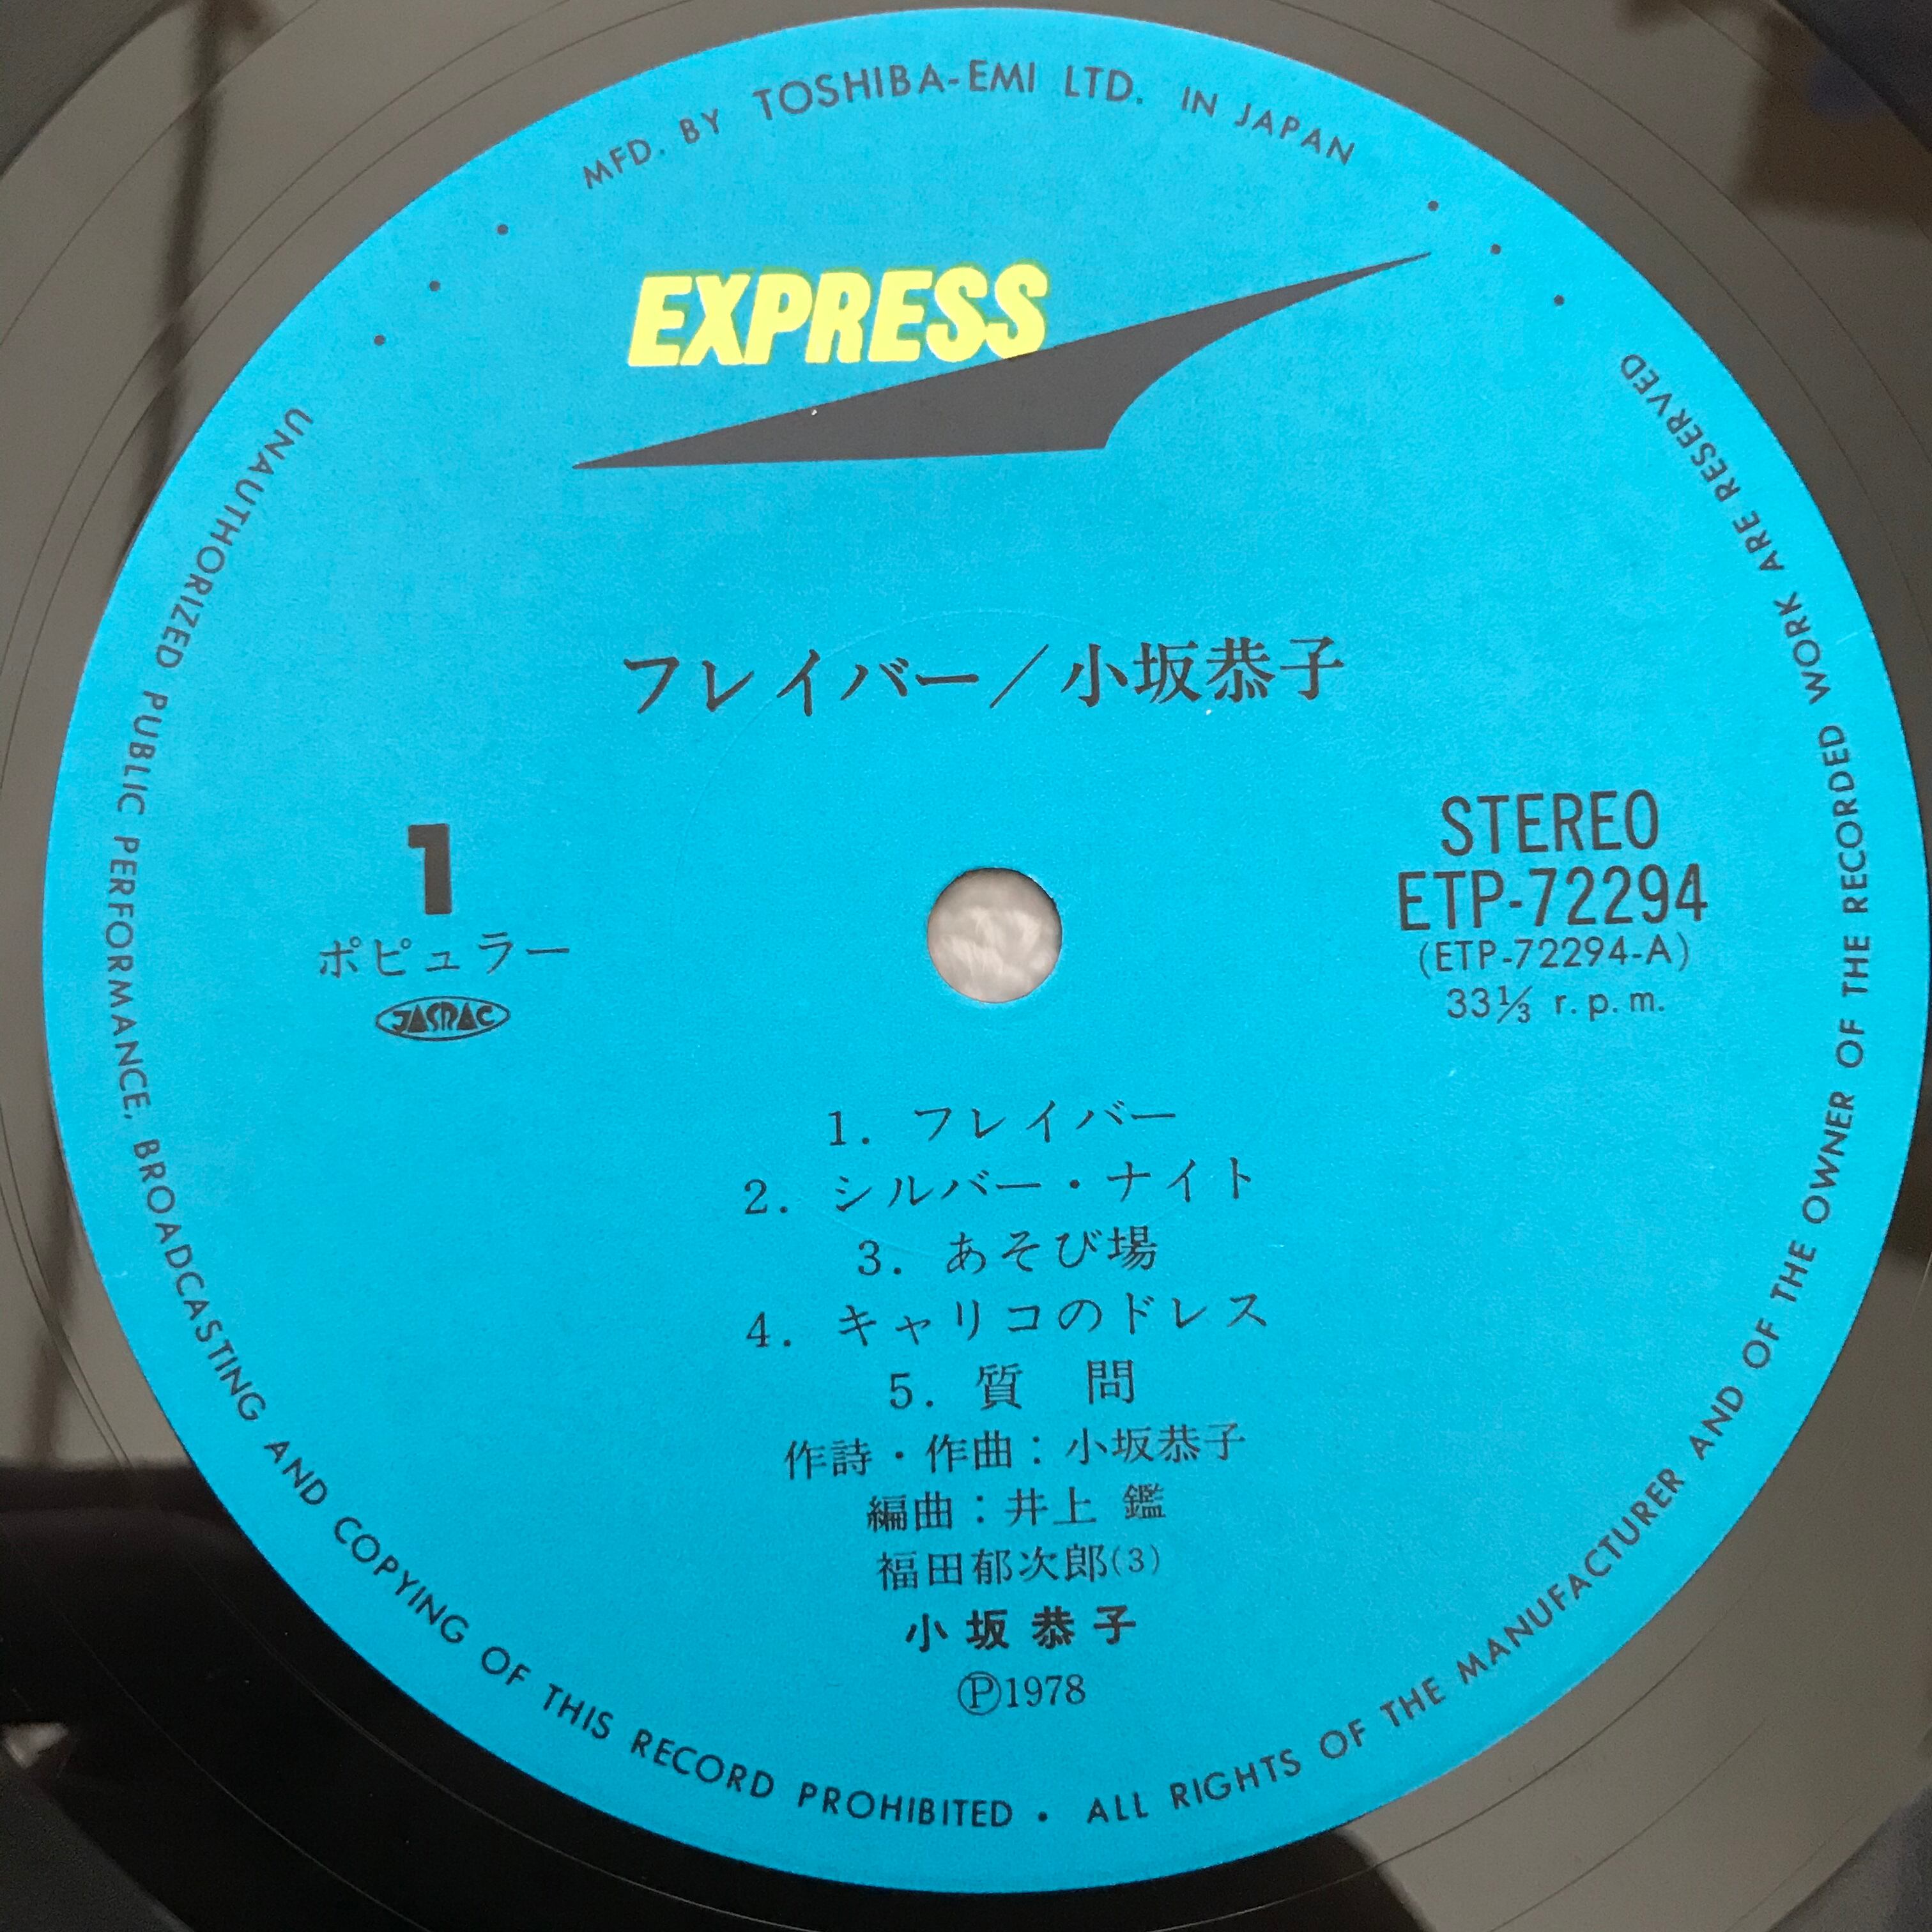 MFD. BY TOSHIBA-EMI LTD. IN JAPAN
EXPRESS
フレイバー／小坂恭子
1
ポピュラー
JASRAC
STEREO
ETP-72294
(ETP-72294-A)
33⅓ r.p.m.
1. フレイバー
2. シルバー・ナイト
3. あそび場
4. キャリコのドレス
5. 質　問
作詩・作曲：小坂恭子
編曲：井上 鑑
福田郁次郎(3)
小坂恭子
Ⓟ1978
UNAUTHORIZED PUBLIC PERFORMANCE, BROADCASTING AND COPYING OF THIS RECORD PROHIBITED • ALL RIGHTS OF THE MANUFACTURER AND OF THE OWNER OF THE RECORDED WORK ARE RESERVED